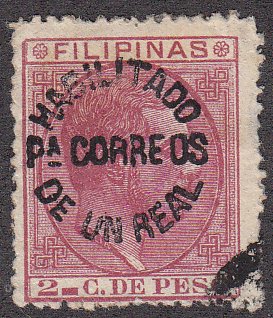 FILIPINAS
HABILITADO
PA CORREOS
DE UN REAL
2 C. DE PES